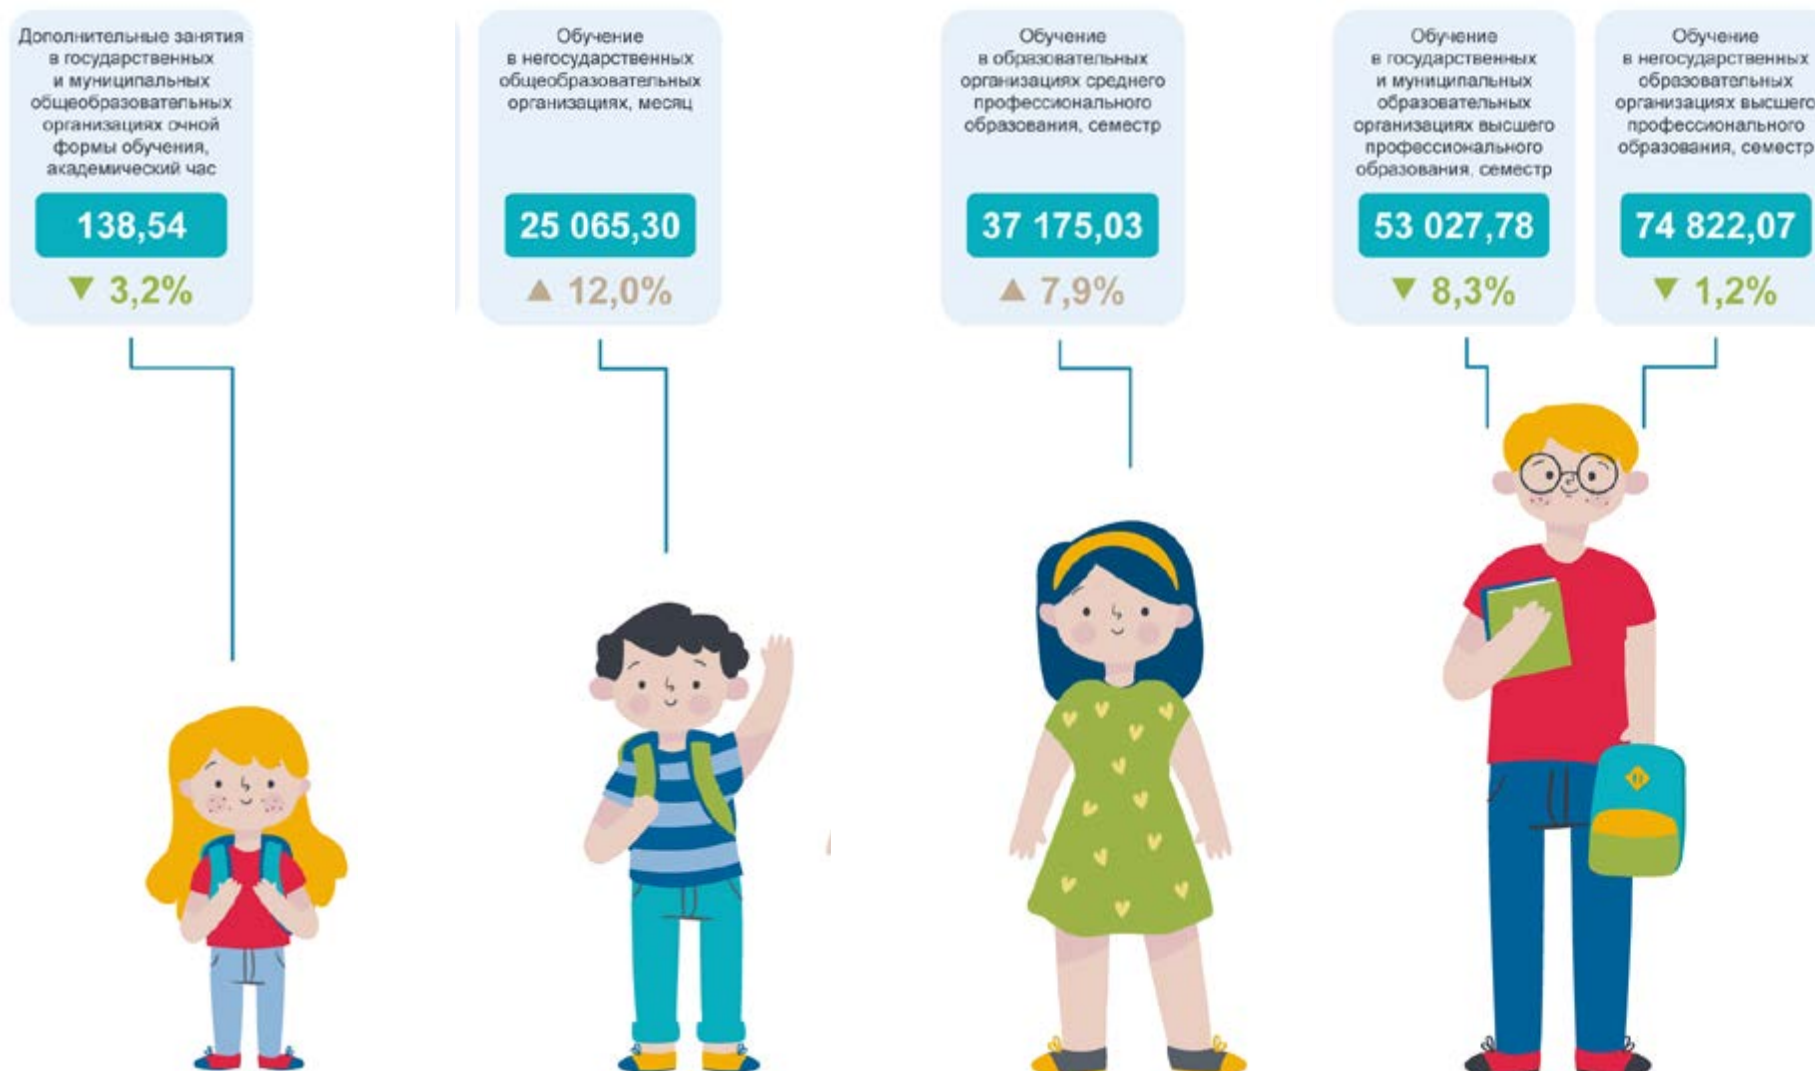 Дополнительные занятия
в государственных
и муниципальных
общеобразовательных
организациях очной
формы обучения,
академический час
138,54
▼ 3,2%
Обучение
в негосударственных
общеобразовательных
организациях, месяц
25 065,30
▲ 12,0%
Обучение
в образовательных
организациях среднего
профессионального
образования, семестр
37 175,03
▲ 7,9%
Обучение
в государственных
и муниципальных
образовательных
организациях высшего
профессионального
образования, семестр
53 027,78
▼ 8,3%
Обучение
в негосударственных
образовательных
организациях высшего
профессионального
образования, семестр
74 822,07
▼ 1,2%